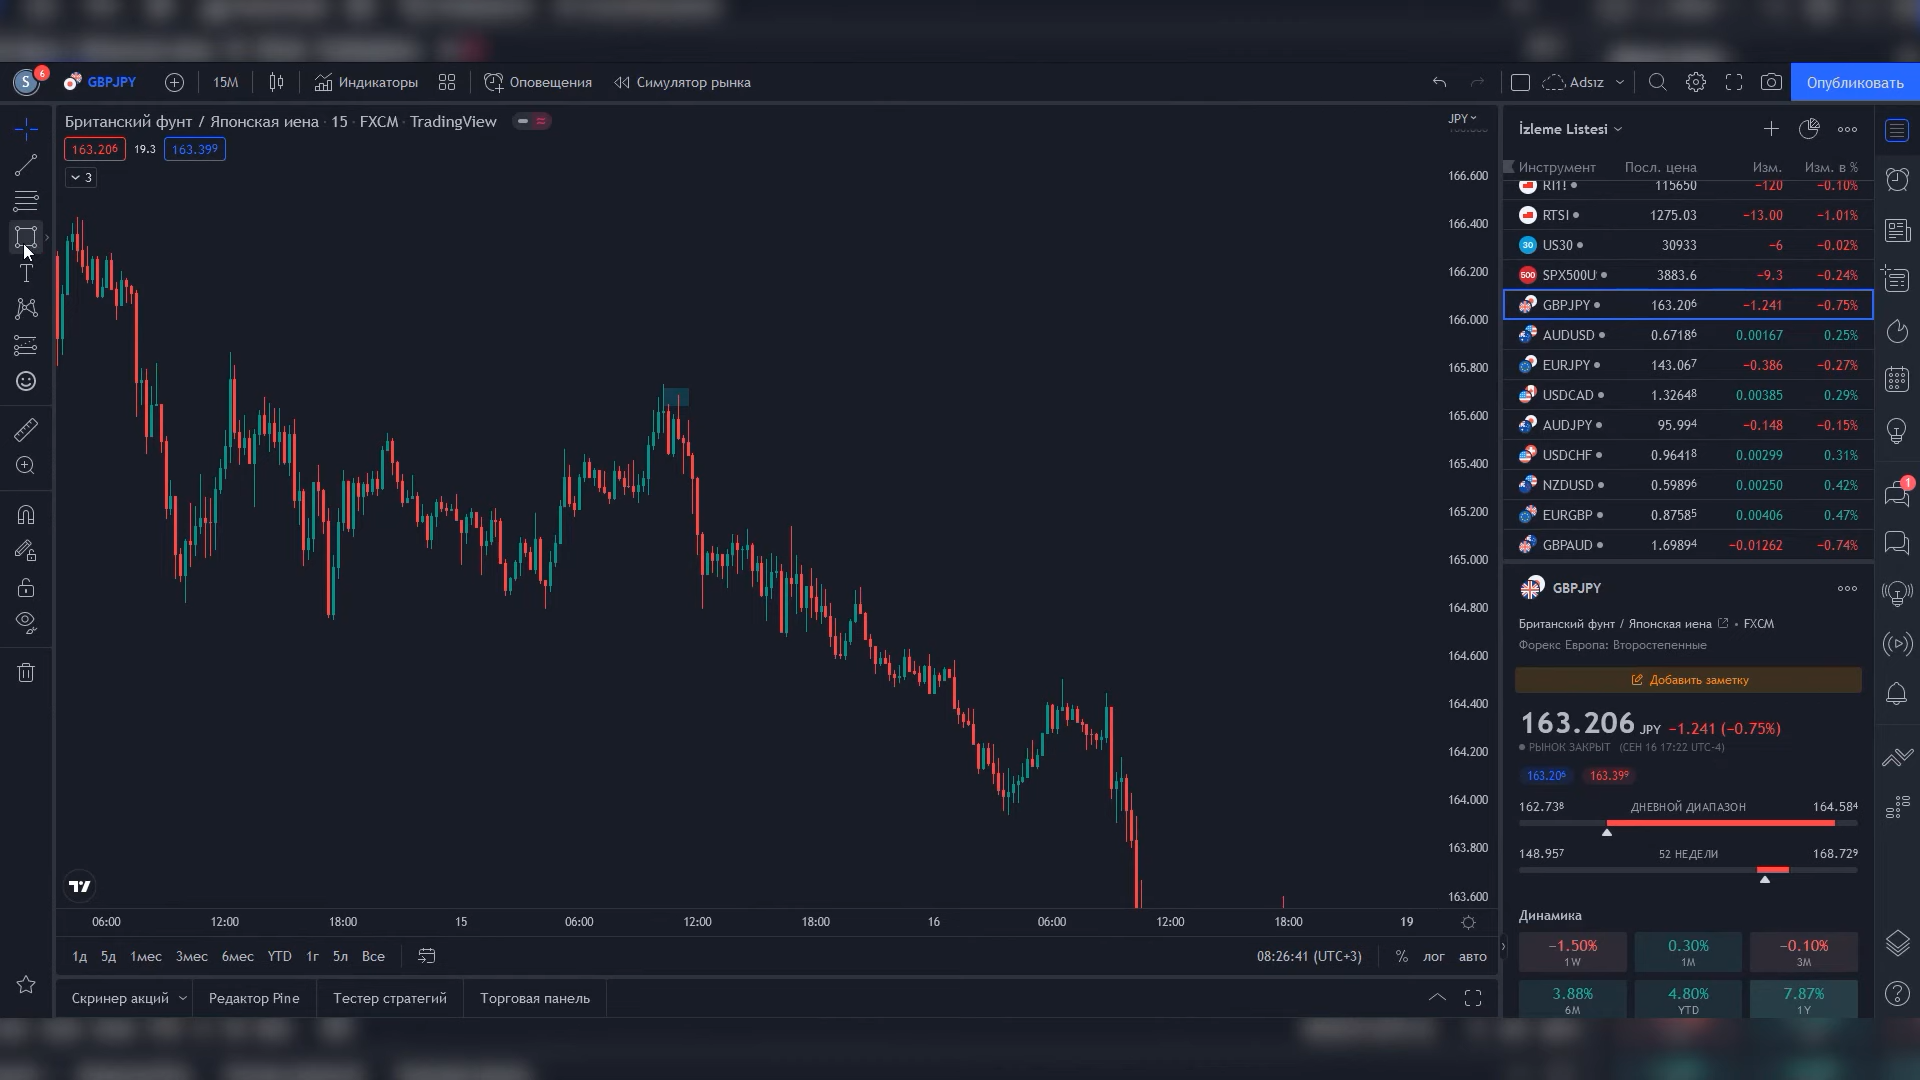 S 6 GBPJPY 15М Индикаторы Оповещения Симулятор рынка Adsız Опубликовать
Британский фунт / Японская иена · 15 · FXCM · TradingView
163.206 19.3 163.399
3
JPY
166.600
166.400
166.200
166.000
165.800
165.600
165.400
165.200
165.000
164.800
164.600
164.400
164.200
164.000
163.800
163.600
06:00 12:00 18:00 15 06:00 12:00 18:00 16 06:00 12:00 18:00 19
1д 5д 1мес 3мес 6мес YTD 1г 5л Все 08:26:41 (UTC+3) % лог авто
Скринер акций Редактор Pine Тестер стратегий Торговая панель
İzleme Listesi
Инструмент Посл. цена Изм. Изм. в %
RI1! 115650 −120 −0.10%
RTSI 1275.03 −13.00 −1.01%
30 US30 30933 −6 −0.02%
500 SPX500U 3883.6 −9.3 −0.24%
GBPJPY 163.206 −1.241 −0.75%
AUDUSD 0.67186 0.00167 0.25%
EURJPY 143.067 −0.386 −0.27%
USDCAD 1.32648 0.00385 0.29%
AUDJPY 95.994 −0.148 −0.15%
USDCHF 0.96418 0.00299 0.31%
NZDUSD 0.59896 0.00250 0.42%
EURGBP 0.87585 0.00406 0.47%
GBPAUD 1.69894 −0.01262 −0.74%
1
GBPJPY
Британский фунт / Японская иена • FXCM
Форекс Европа: Второстепенные
Добавить заметку
163.206 JPY −1.241 (−0.75%)
РЫНОК ЗАКРЫТ (СЕН 16 17:22 UTC-4)
163.206 163.399
162.738 ДНЕВНОЙ ДИАПАЗОН 164.584
148.957 52 НЕДЕЛИ 168.729
Динамика
−1.50% 0.30% −0.10%
1W 1M 3M
3.88% 4.80% 7.87%
6M YTD 1Y